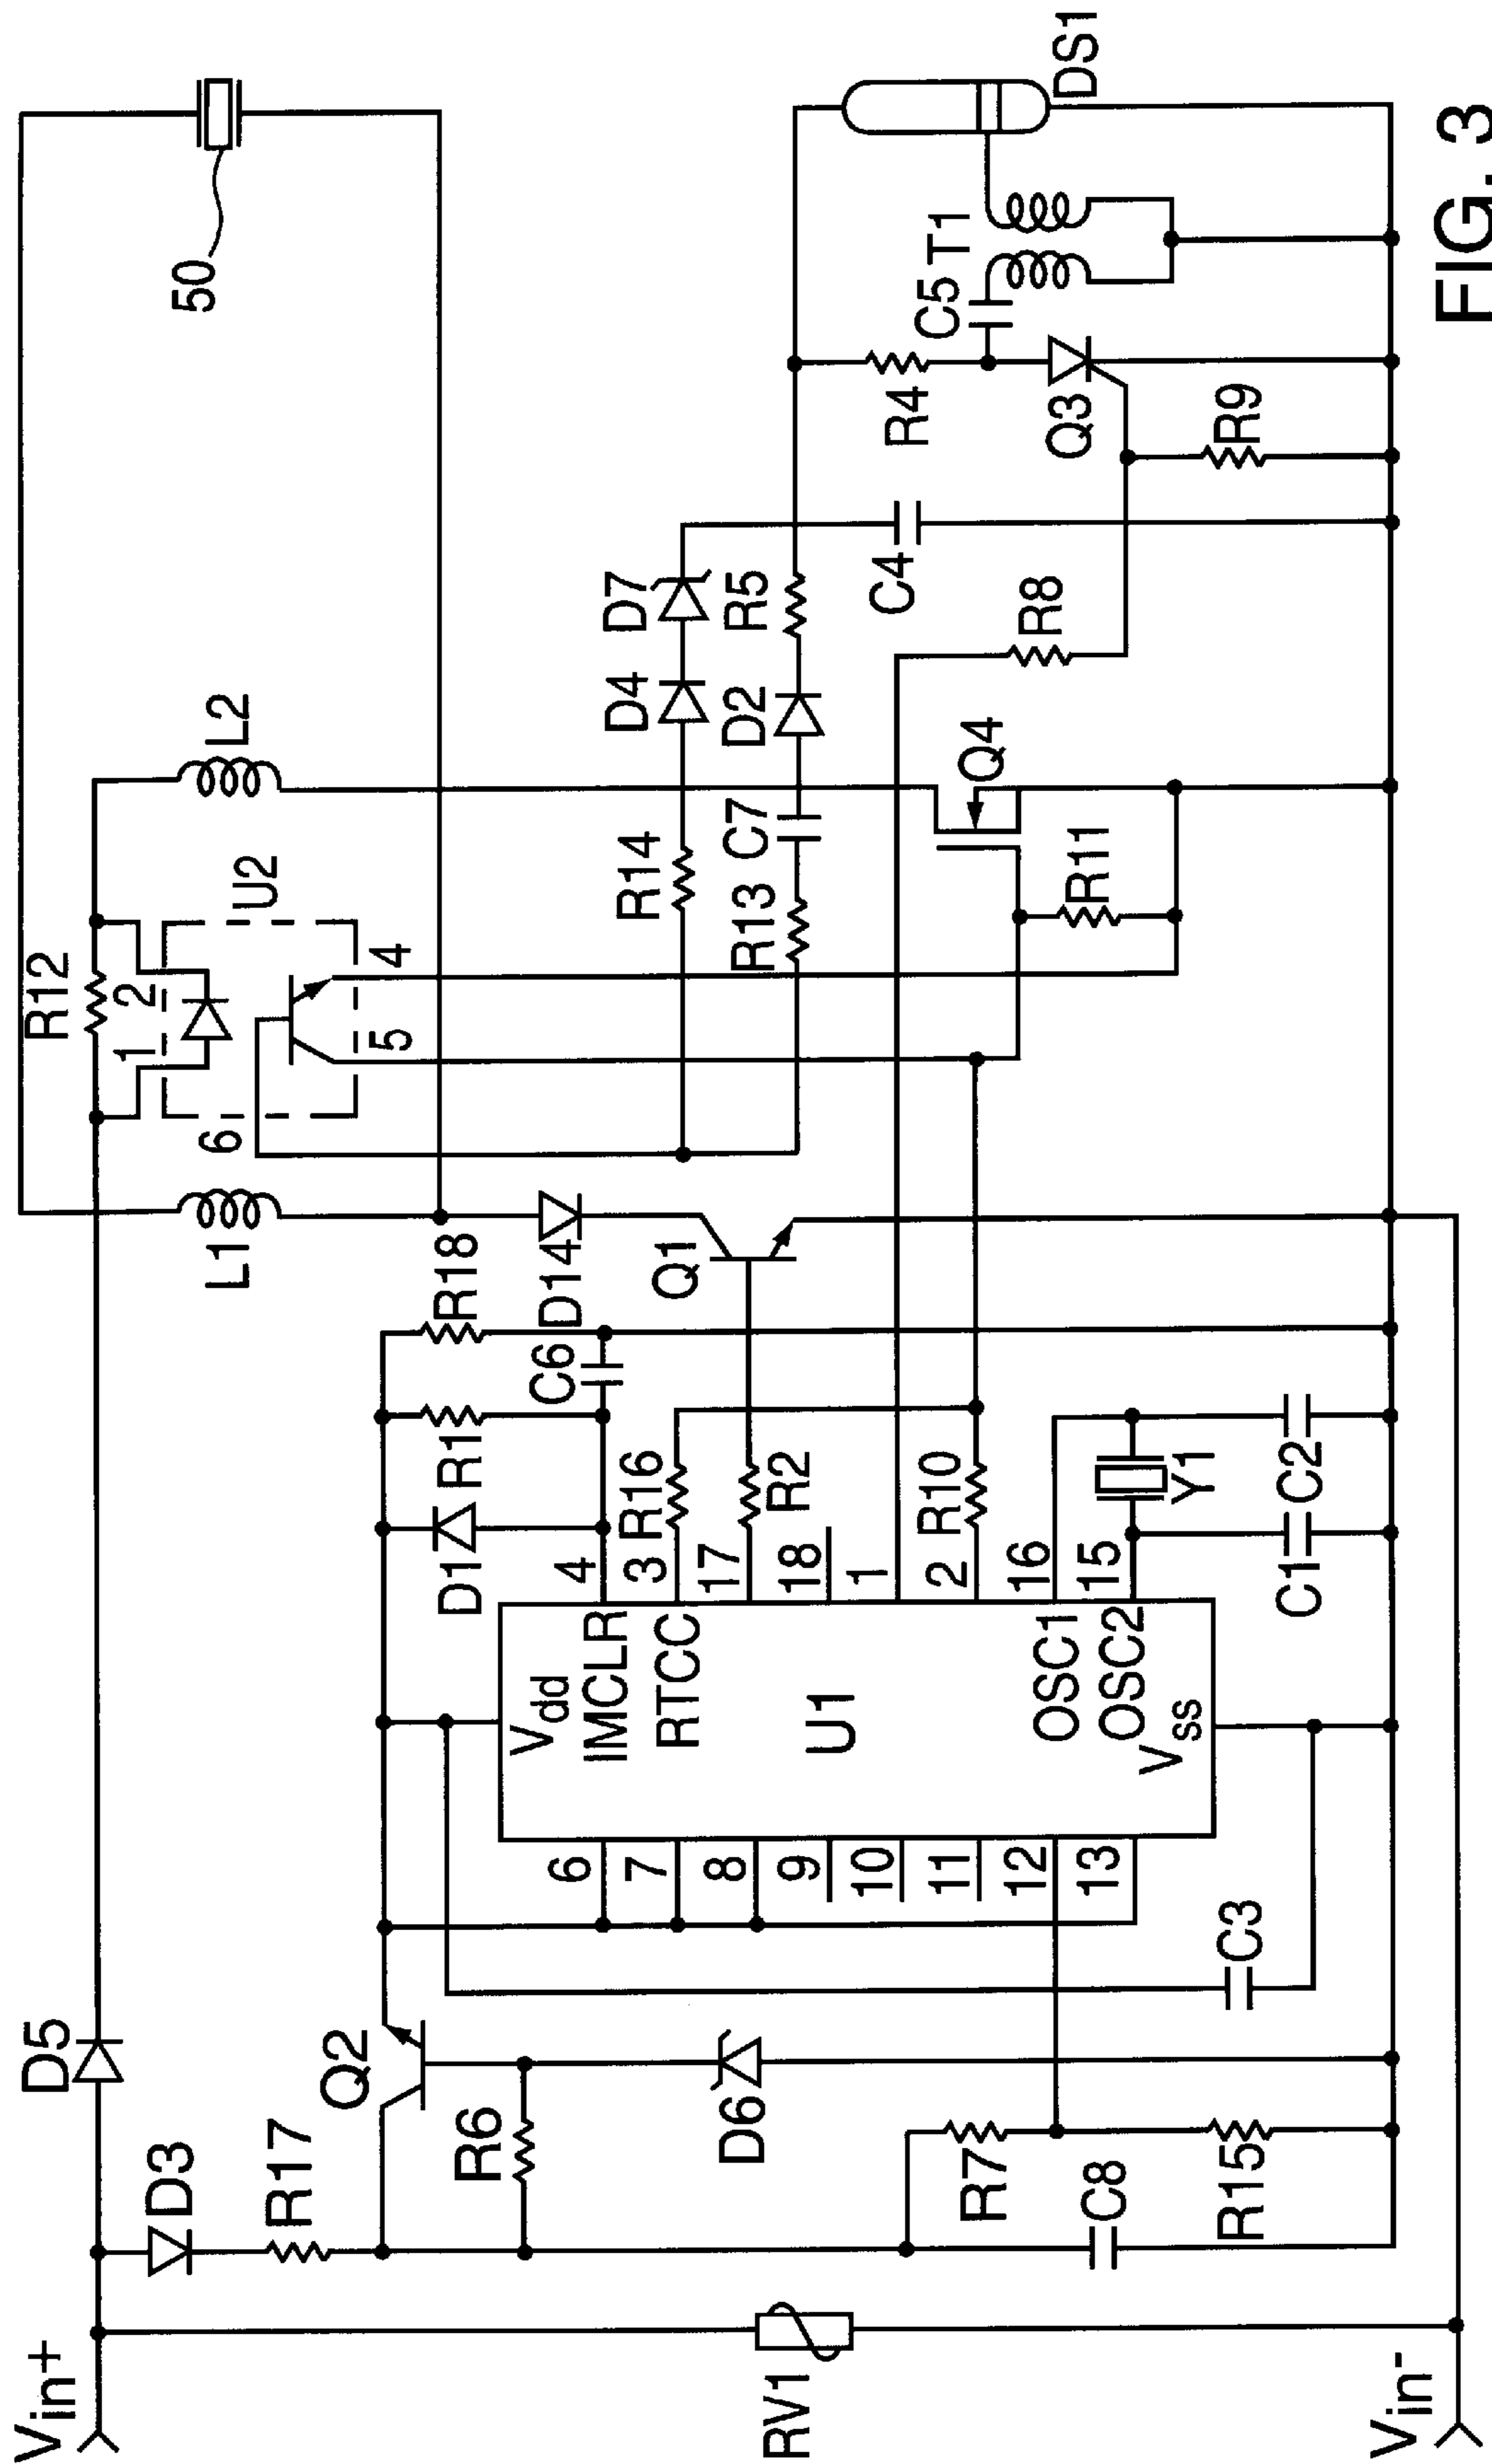 Vin+
D5
D3
R17
Q2
R6
D6
R7
C8
R15
RV1
Vin-
C3
6
7
8
9
10
11
12
13
Vdd
IMCLR
RTCC
U1
OSC1
OSC2
Vss
4
3
17
18
1
2
16
15
D1
R1
R18
C6
R16
R2
R10
Y1
C1
C2
L1
D14
Q1
R12
1
2
6
5
4
U2
L2
R14
R13
C7
D4
D7
D2
R5
R11
Q4
R8
C4
R4
Q3
R9
C5
T1
DS1
50
FIG. 3